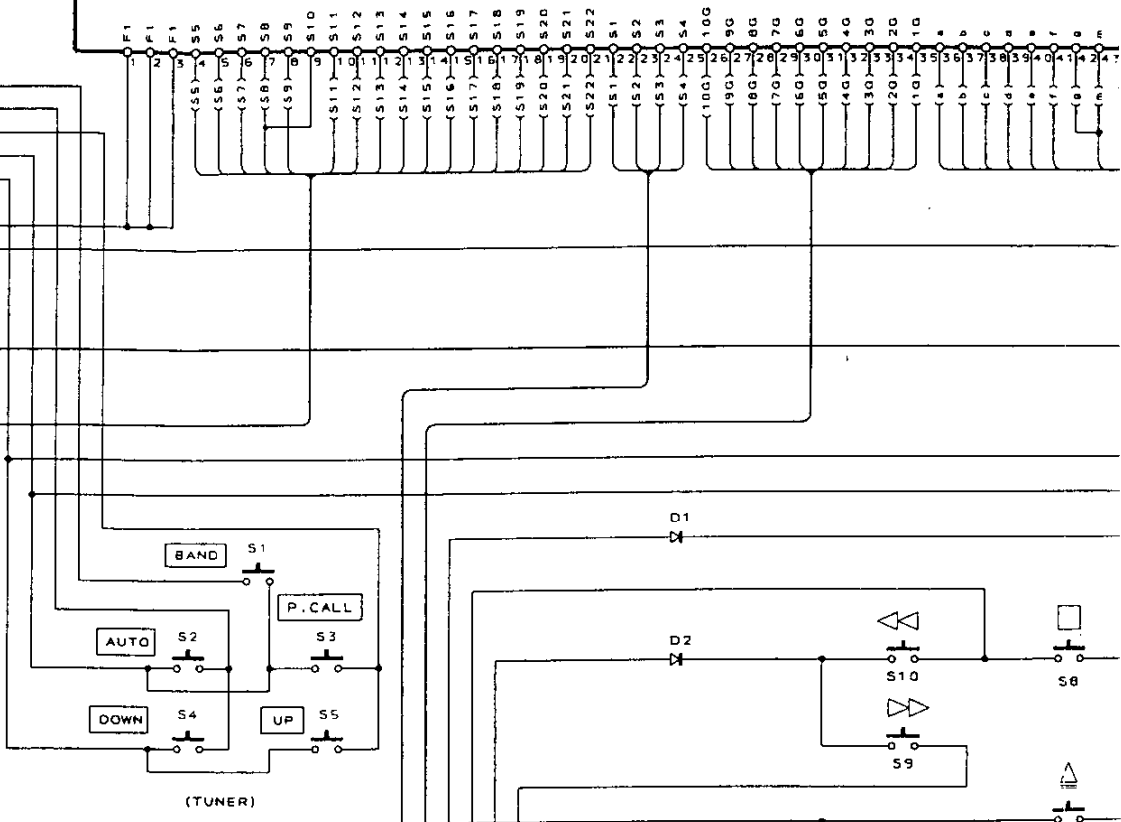 F1 F1 F1 S5 S6 S7 S8 S9 S10 S11 S12 S13 S14 S15 S16 S17 S18 S19 S20 S21 S22 S1 S2 S3 S4 10G 9G 8G 7G 6G 5G 4G 3G 2G 1G a b c d e f g m
1 2 3 4 5 6 7 8 9 10 11 12 13 14 15 16 17 18 19 20 21 22 23 24 25 26 27 28 29 30 31 32 33 34 35 36 37 38 39 40 41 42
(S5) (S6) (S7) (S8) (S9) (S11) (S12) (S13) (S14) (S15) (S17) (S18) (S19) (S20) (S21) (S22) (S1) (S2) (S3) (S4) (10G) (9G) (8G) (7G) (6G) (5G) (4G) (3G) (2G) (1G) (a) (b) (c) (d) (e) (f) (g) (m)
D1
BAND S1
P.CALL
AUTO S2 S3
D2
S10
S8
DOWN S4 UP S5
S9
(TUNER)